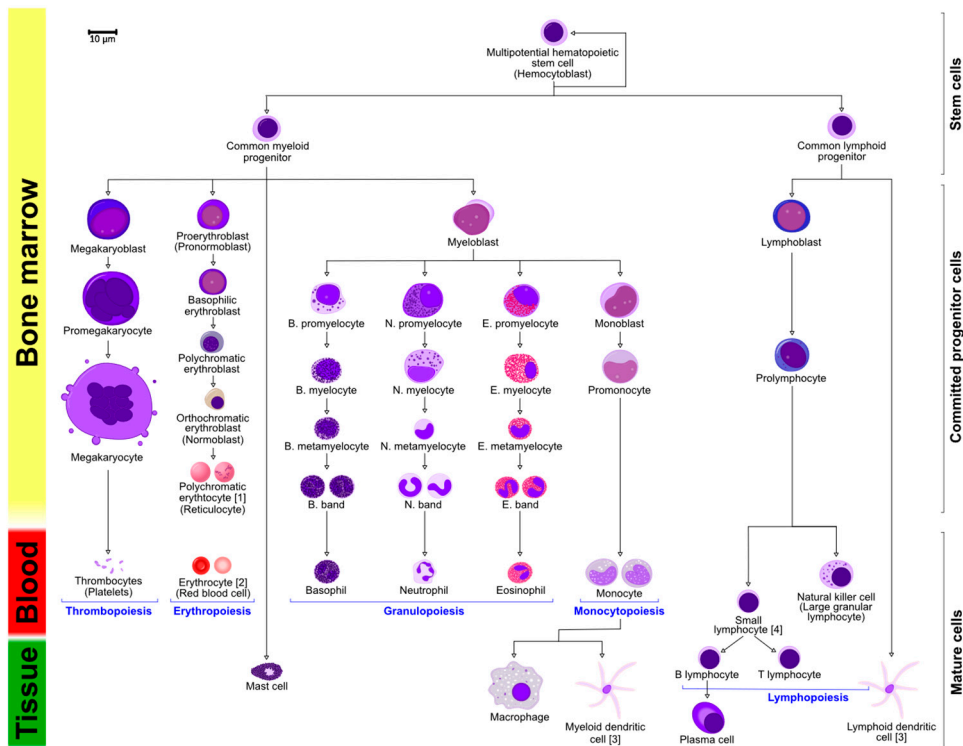 10 µm
Multipotential hematopoietic
stem cell
(Hemocytoblast)
Common myeloid
progenitor
Common lymphoid
progenitor
Stem cells
Bone marrow
Megakaryoblast
Proerythroblast
(Pronormoblast)
Myeloblast
Lymphoblast
Committed progenitor cells
Promegakaryocyte
Basophilic
erythroblast
B. promyelocyte
N. promyelocyte
E. promyelocyte
Monoblast
Polychromatic
erythroblast
Prolymphocyte
B. myelocyte
N. myelocyte
E. myelocyte
Promonocyte
Orthochromatic
erythroblast
(Normoblast)
Megakaryocyte
B. metamyelocyte
N. metamyelocyte
E. metamyelocyte
Polychromatic
erythtocyte [1]
(Reticulocyte)
B. band
N. band
E. band
Blood
Thrombocytes
(Platelets)
Erythrocyte [2]
(Red blood cell)
Basophil
Neutrophil
Eosinophil
Monocyte
Natural killer cell
(Large granular
lymphocyte)
Thrombopoiesis
Erythropoiesis
Granulopoiesis
Monocytopoiesis
Small
lymphocyte [4]
Mature cells
Tissue
Mast cell
B lymphocyte
T lymphocyte
Lymphopoiesis
Macrophage
Myeloid dendritic
cell [3]
Plasma cell
Lymphoid dendritic
cell [3]